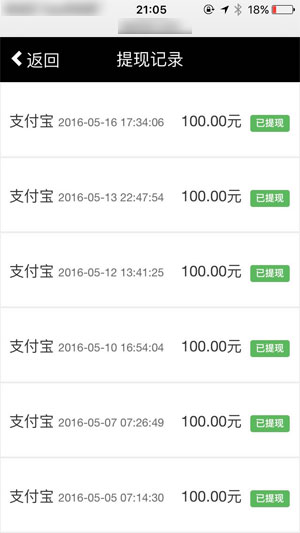 21:05 18%
返回 提现记录
支付宝 2016-05-16 17:34:06 100.00元 已提现
支付宝 2016-05-13 22:47:54 100.00元 已提现
支付宝 2016-05-12 13:41:25 100.00元 已提现
支付宝 2016-05-10 16:54:04 100.00元 已提现
支付宝 2016-05-07 07:26:49 100.00元 已提现
支付宝 2016-05-05 07:14:30 100.00元 已提现